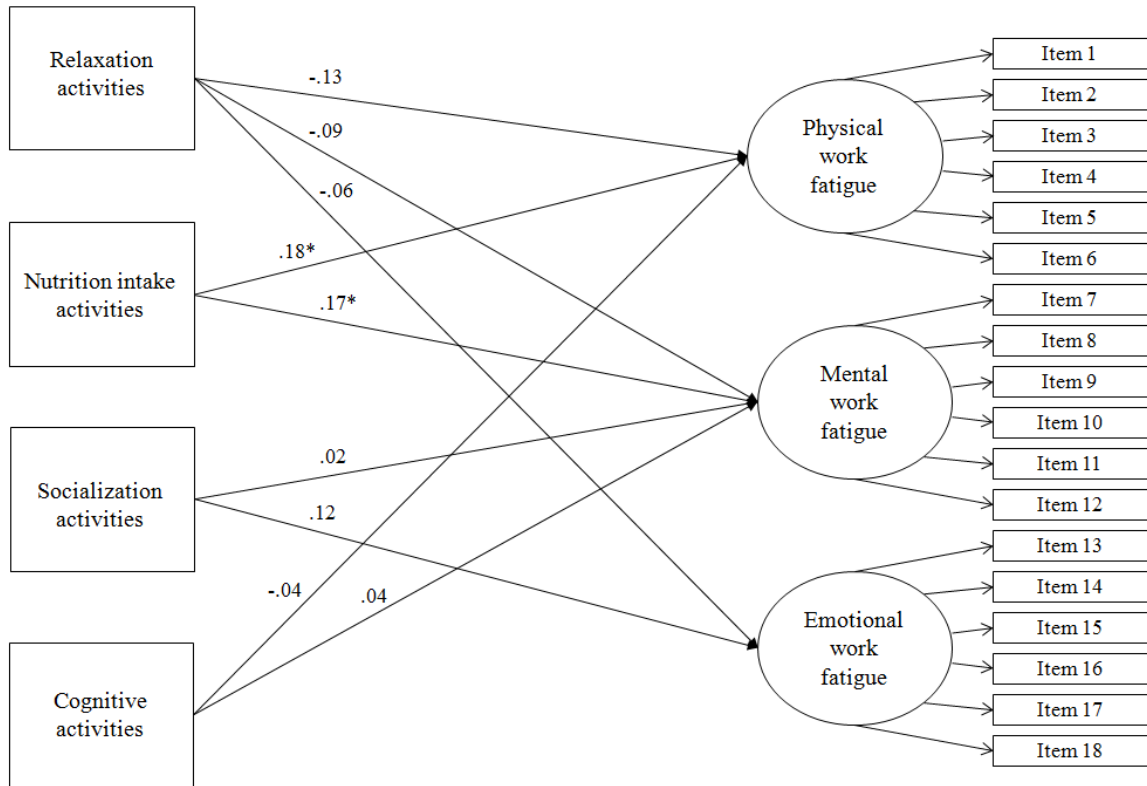 Relaxation
activities
Nutrition intake
activities
Socialization
activities
Cognitive
activities
-.13
-.09
-.06
.18*
.17*
.02
.12
-.04
.04
Physical
work
fatigue
Mental
work
fatigue
Emotional
work
fatigue
Item 1
Item 2
Item 3
Item 4
Item 5
Item 6
Item 7
Item 8
Item 9
Item 10
Item 11
Item 12
Item 13
Item 14
Item 15
Item 16
Item 17
Item 18